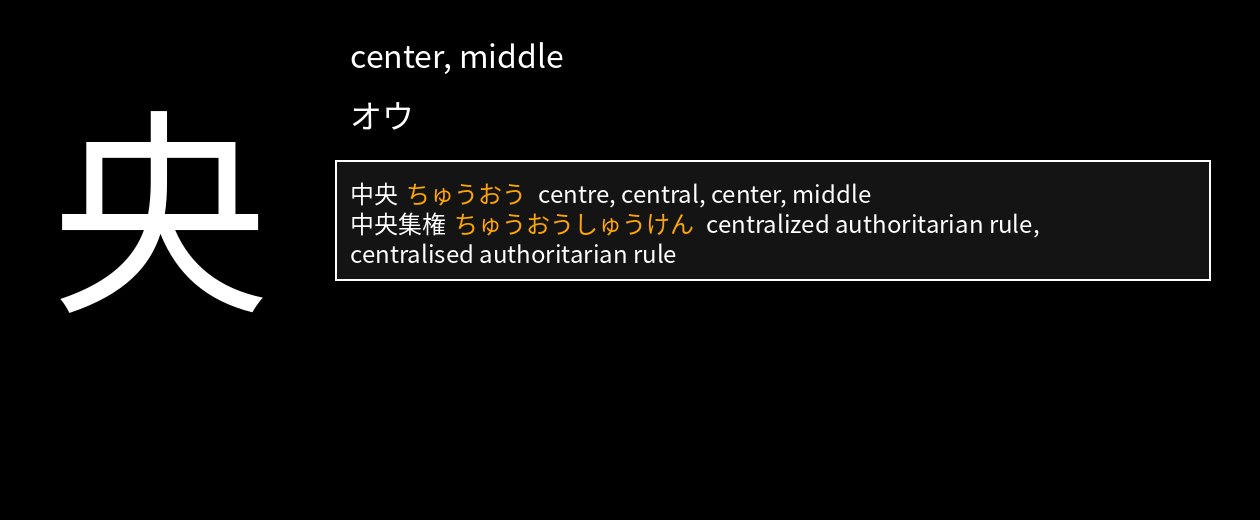 央
center, middle
オウ
中央 ちゅうおう centre, central, center, middle
中央集権 ちゅうおうしゅうけん centralized authoritarian rule,
centralised authoritarian rule